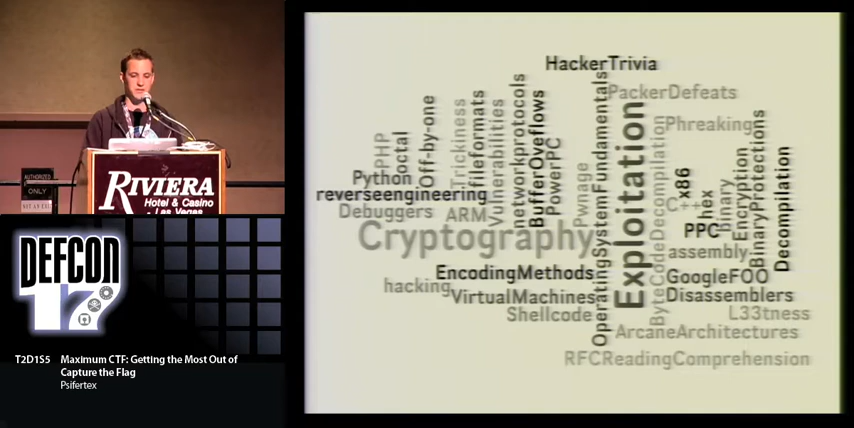 AUTHORIZED
ONLY
RIVIERA
Hotel & Casino
Las Vegas
DEFCON
17
T2D1S5 Maximum CTF: Getting the Most Out of
Capture the Flag
Psifertex
HackerTrivia
PackerDefeats
Phreaking
PHP
octal
Off-by-one
Trickiness
fileformats
Vulnerabilities
networkprotocols
BufferOveflows
PowerPC
Pwnage
OperatingSystemFundamentals
Exploitation
ByteCodeDecompilation
x86
C++
hex
PPC
binary
Encryption
BinaryProtections
Decompilation
Python
reverseengineering
Debuggers
ARM
Cryptography
assembly
EncodingMethods
GoogleFOO
hacking
VirtualMachines
Disassemblers
Shellcode
L33tness
ArcaneArchitectures
RFCReadingComprehension